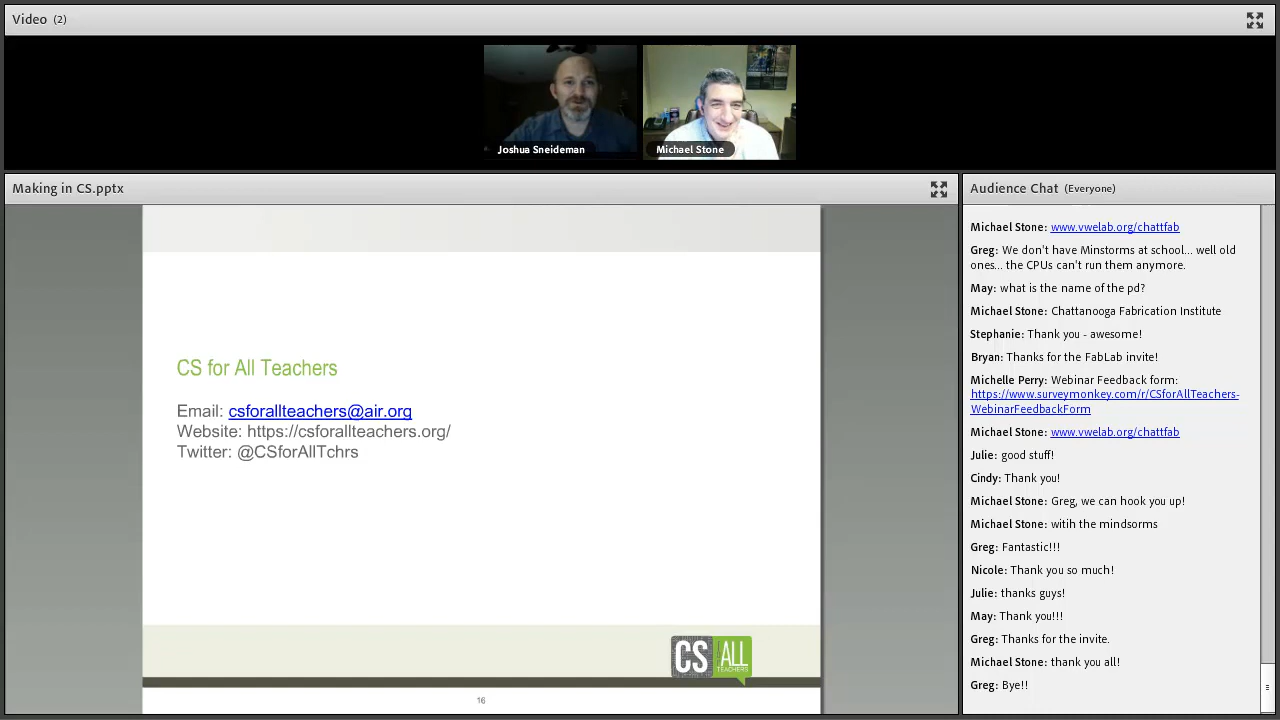 Video (2)
Joshua Sneideman
Michael Stone
Making in CS.pptx
CS for All Teachers
Email: csforallteachers@air.org
Website: https://csforallteachers.org/
Twitter: @CSforAllTchrs
CS ALL
TEACHERS
16
Audience Chat (Everyone)
Michael Stone: www.vwelab.org/chattfab
Greg: We don't have Minstorms at school... well old
ones... the CPUs can't run them anymore.
May: what is the name of the pd?
Michael Stone: Chattanooga Fabrication Institute
Stephanie: Thank you - awesome!
Bryan: Thanks for the FabLab invite!
Michelle Perry: Webinar Feedback form:
https://www.surveymonkey.com/r/CSforAllTeachers-
WebinarFeedbackForm
Michael Stone: www.vwelab.org/chattfab
Julie: good stuff!
Cindy: Thank you!
Michael Stone: Greg, we can hook you up!
Michael Stone: witih the mindsorms
Greg: Fantastic!!!
Nicole: Thank you so much!
Julie: thanks guys!
May: Thank you!!!
Greg: Thanks for the invite.
Michael Stone: thank you all!
Greg: Bye!!